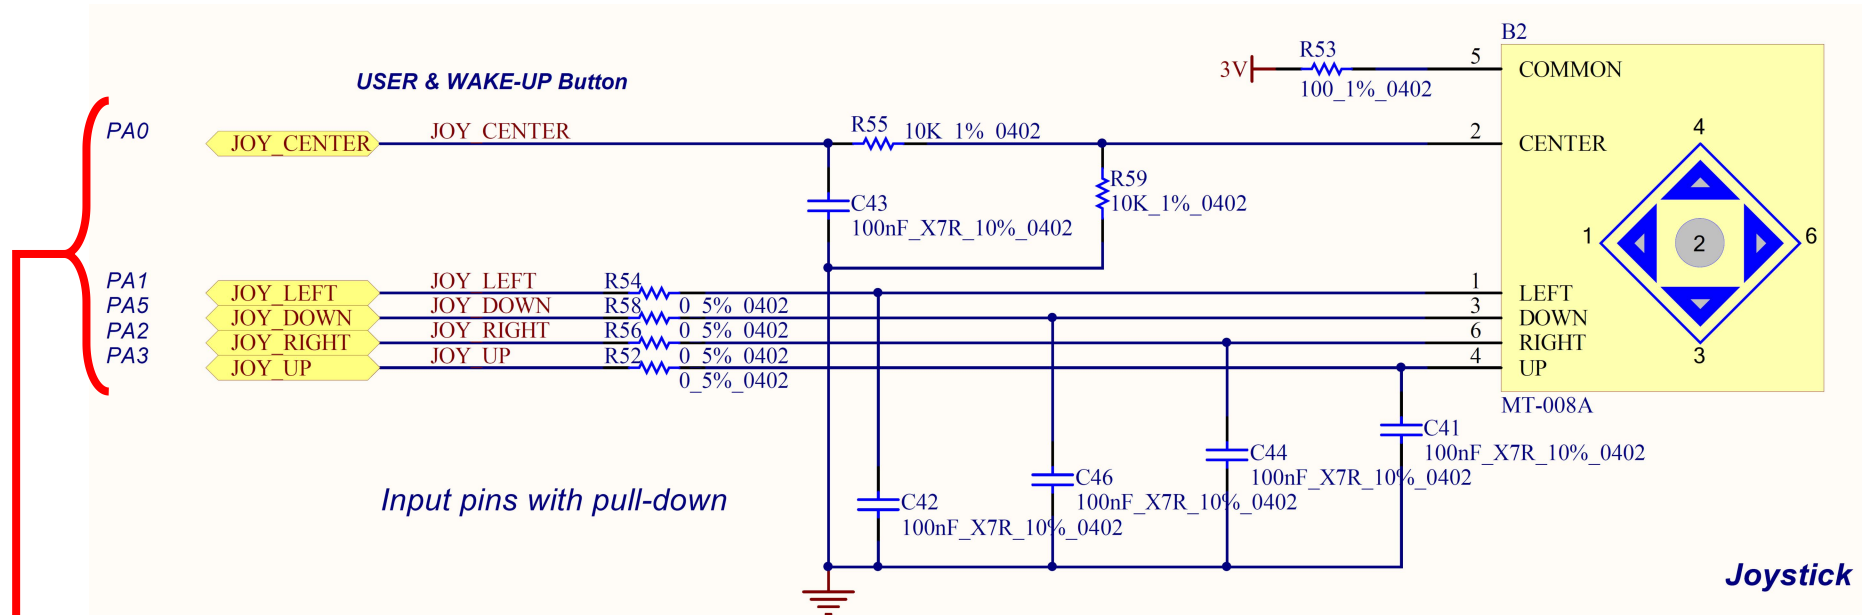 B2
USER & WAKE-UP Button
3V
R53
100_1%_0402
5
COMMON
PA0
JOY_CENTER
JOY_CENTER
R55
10K_1%_0402
2
CENTER
C43
100nF_X7R_10%_0402
R59
10K_1%_0402
4
1
2
6
3
PA1
JOY_LEFT
JOY_LEFT
R54
0_5%_0402
1
LEFT
PA5
JOY_DOWN
JOY_DOWN
R58
0_5%_0402
3
DOWN
PA2
JOY_RIGHT
JOY_RIGHT
R56
0_5%_0402
6
RIGHT
PA3
JOY_UP
JOY_UP
R52
0_5%_0402
4
UP
MT-008A
C41
100nF_X7R_10%_0402
C44
100nF_X7R_10%_0402
C46
100nF_X7R_10%_0402
C42
100nF_X7R_10%_0402
Input pins with pull-down
Joystick